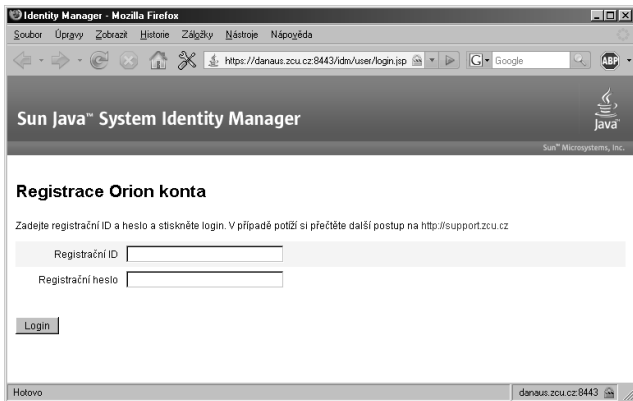 Identity Manager - Mozilla Firefox
Soubor Úpravy Zobrazit Historie Záložky Nástroje Nápověda
https://danaus.zcu.cz:8443/idm/user/login.jsp G Google ABP
Sun Java™ System Identity Manager
Java
Sun™ Microsystems, Inc.
Registrace Orion konta
Zadejte registrační ID a heslo a stiskněte login. V případě potíží si přečtěte další postup na http://support.zcu.cz
Registrační ID
Registrační heslo
Login
Hotovo danaus.zcu.cz:8443